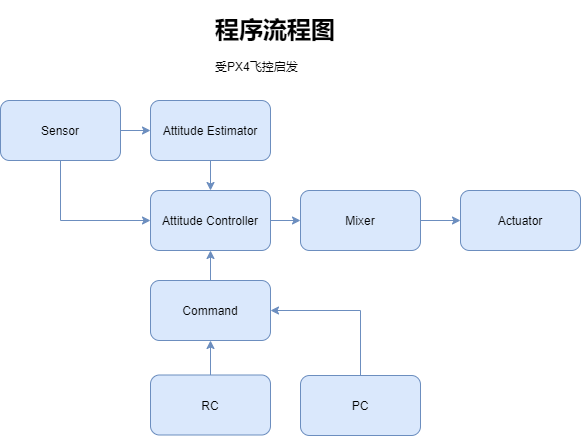 程序流程图
受PX4飞控启发
Sensor
Attitude Estimator
Attitude Controller
Mixer
Actuator
Command
RC
PC